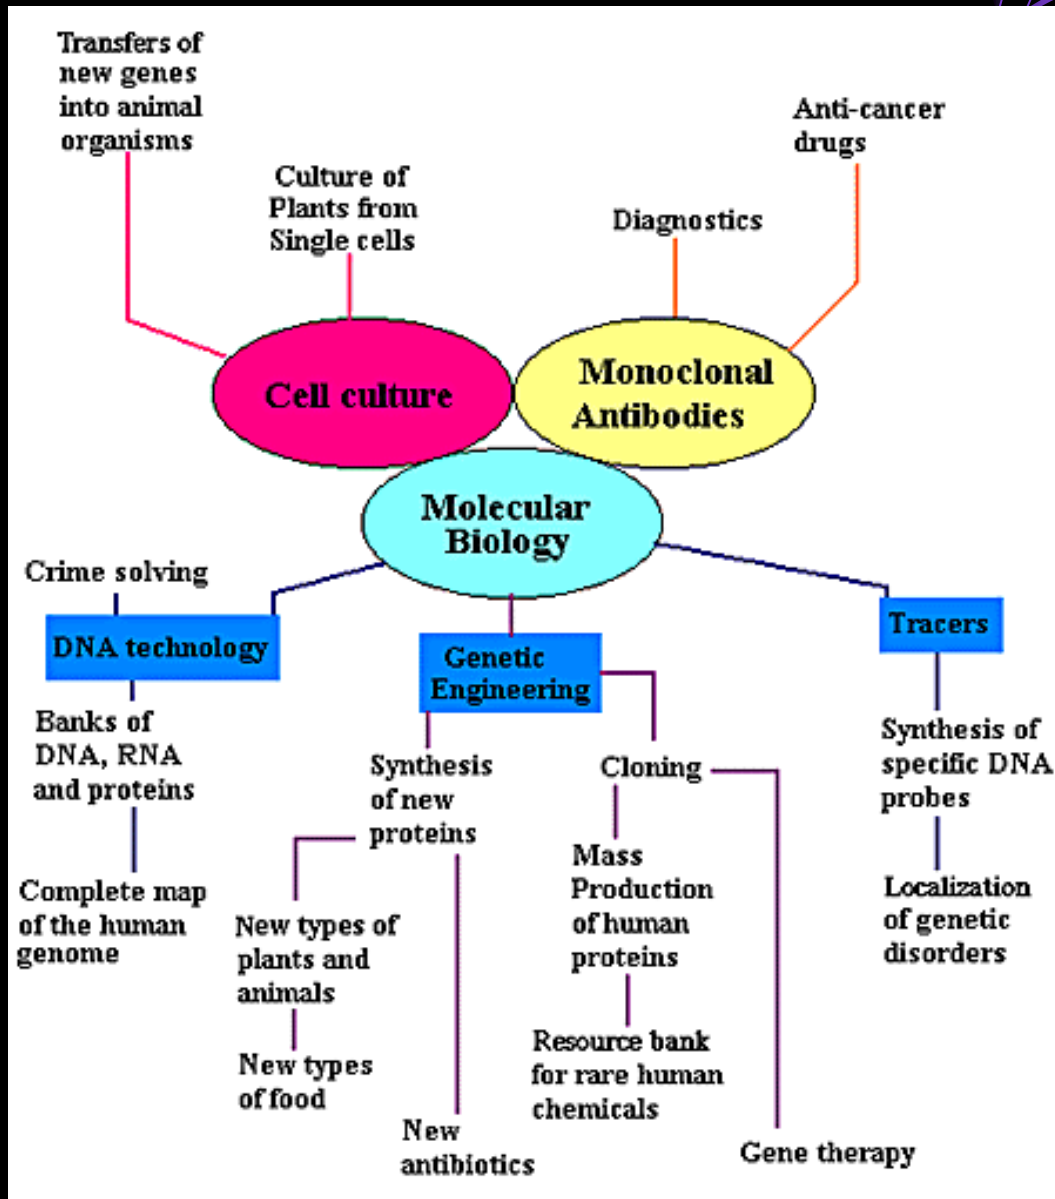 Transfers of
new genes
into animal
organisms
Culture of
Plants from
Single cells
Anti-cancer
drugs
Diagnostics
Cell culture
Monoclonal
Antibodies
Molecular
Biology
Crime solving
DNA technology
Banks of
DNA, RNA
and proteins
Complete map
of the human
genome
Genetic
Engineering
Synthesis
of new
proteins
New types of
plants and
animals
New types
of food
New
antibiotics
Cloning
Mass
Production
of human
proteins
Resource bank
for rare human
chemicals
Gene therapy
Tracers
Synthesis of
specific DNA
probes
Localization
of genetic
disorders